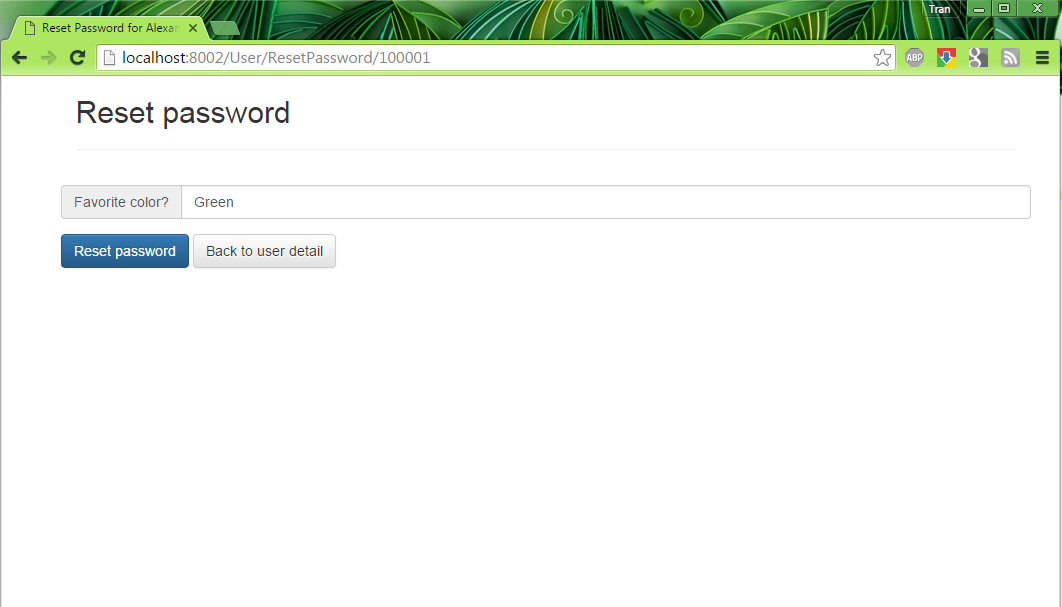 Tran
Reset Password for Alexan
localhost:8002/User/ResetPassword/100001
ABP
g
Reset password
Favorite color? Green
Reset password Back to user detail